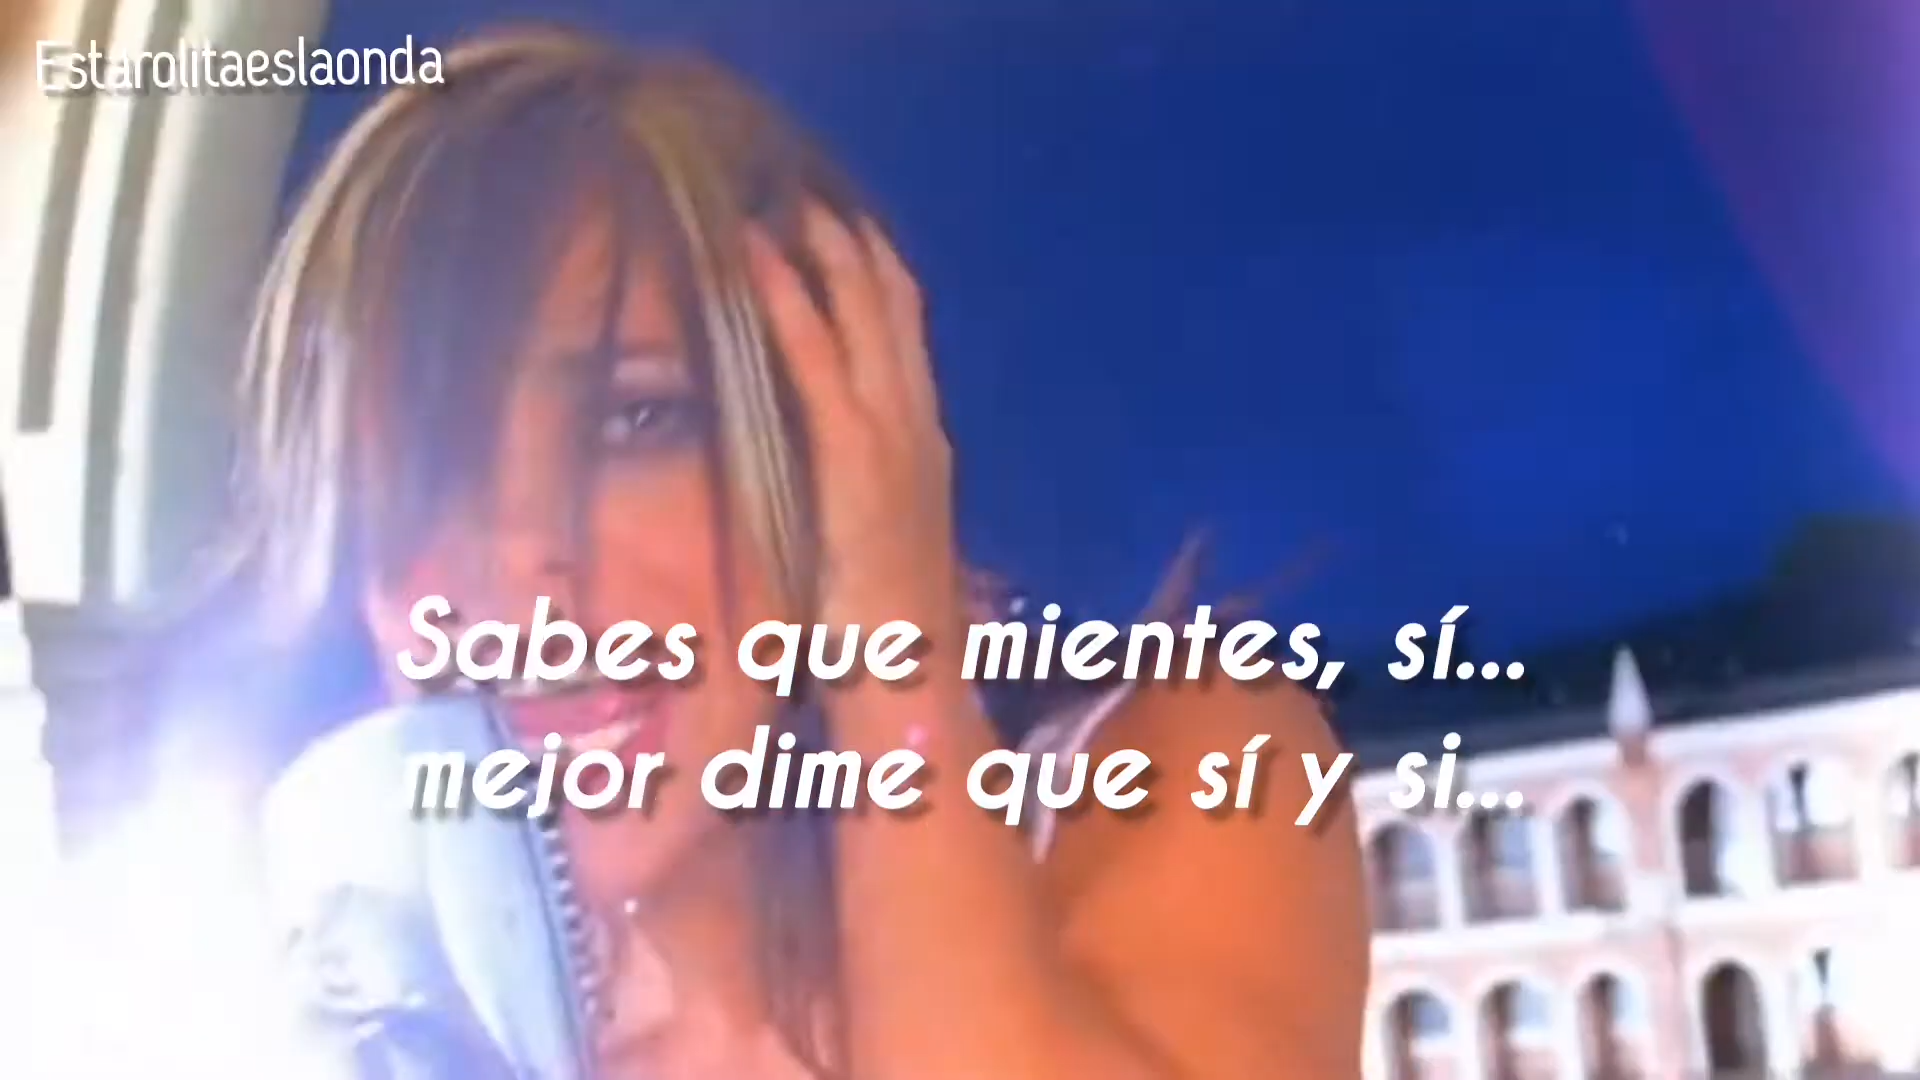 Estarolitaeslaonda
Sabes que mientes, sí...
mejor dime que sí y si...